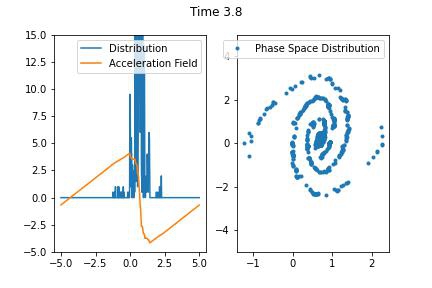 Time 3.8
Distribution
Acceleration Field
15.0
12.5
10.0
7.5
5.0
2.5
0.0
−2.5
−5.0
−5.0 −2.5 0.0 2.5 5.0
Phase Space Distribution
4
2
0
−2
−4
−1 0 1 2